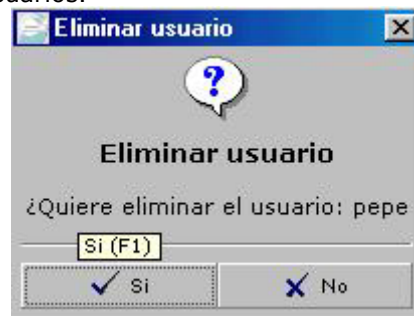 Eliminar usuario
?
Eliminar usuario
¿Quiere eliminar el usuario: pepe
Si (F1)
Si
No